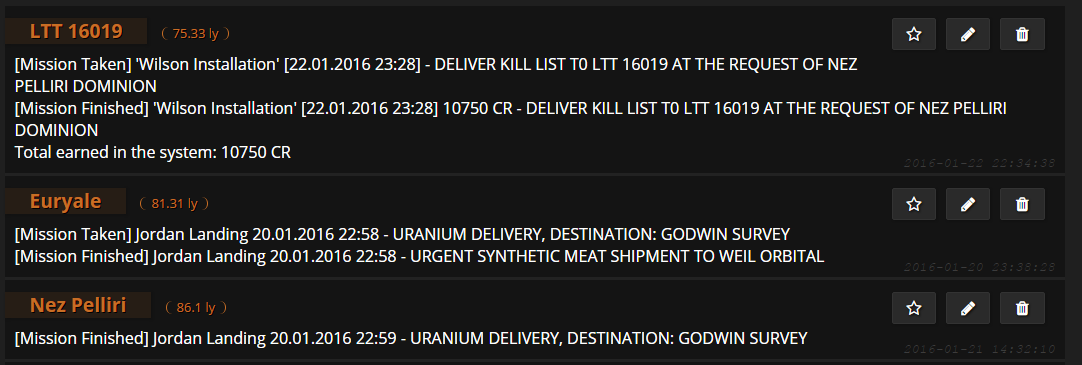 LTT 16019 ( 75.33 ly )
[Mission Taken] 'Wilson Installation' [22.01.2016 23:28] - DELIVER KILL LIST T0 LTT 16019 AT THE REQUEST OF NEZ
PELLIRI DOMINION
[Mission Finished] 'Wilson Installation' [22.01.2016 23:28] 10750 CR - DELIVER KILL LIST T0 LTT 16019 AT THE REQUEST OF NEZ PELLIRI
DOMINION
Total earned in the system: 10750 CR
2016-01-22 22:34:38
Euryale ( 81.31 ly )
[Mission Taken] Jordan Landing 20.01.2016 22:58 - URANIUM DELIVERY, DESTINATION: GODWIN SURVEY
[Mission Finished] Jordan Landing 20.01.2016 22:58 - URGENT SYNTHETIC MEAT SHIPMENT TO WEIL ORBITAL
2016-01-20 23:38:28
Nez Pelliri ( 86.1 ly )
[Mission Finished] Jordan Landing 20.01.2016 22:59 - URANIUM DELIVERY, DESTINATION: GODWIN SURVEY
2016-01-21 14:32:10